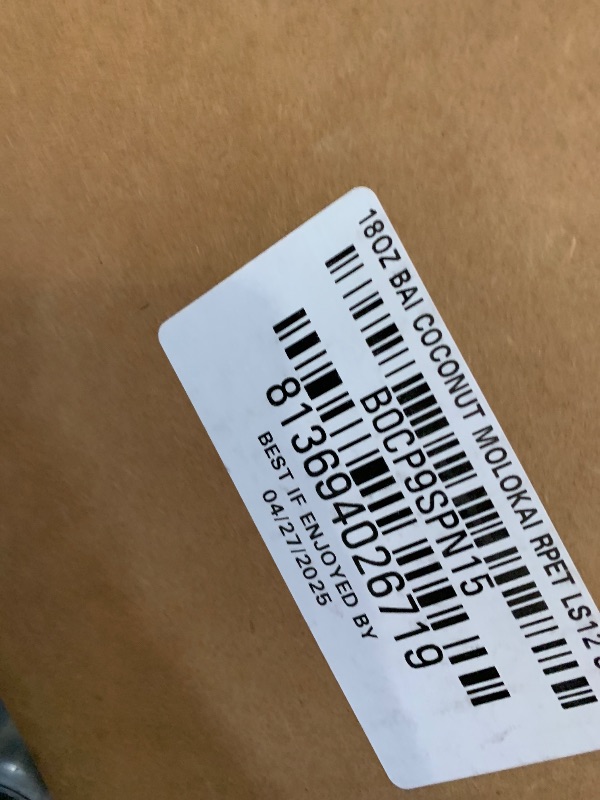 18OZ BAI COCONUT MOLOKAI RPET LS12
B0CP9SPN15
813694026719
BEST IF ENJOYED BY
04/27/2025